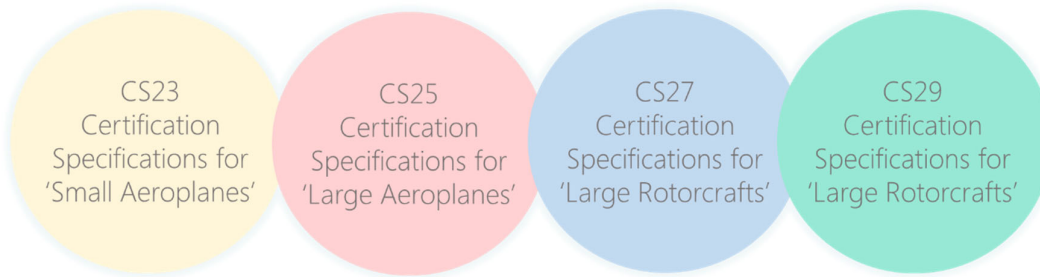 CS23
Certification
Specifications for
‘Small Aeroplanes’
CS25
Certification
Specifications for
‘Large Aeroplanes’
CS27
Certification
Specifications for
‘Large Rotorcrafts’
CS29
Certification
Specifications for
‘Large Rotorcrafts’